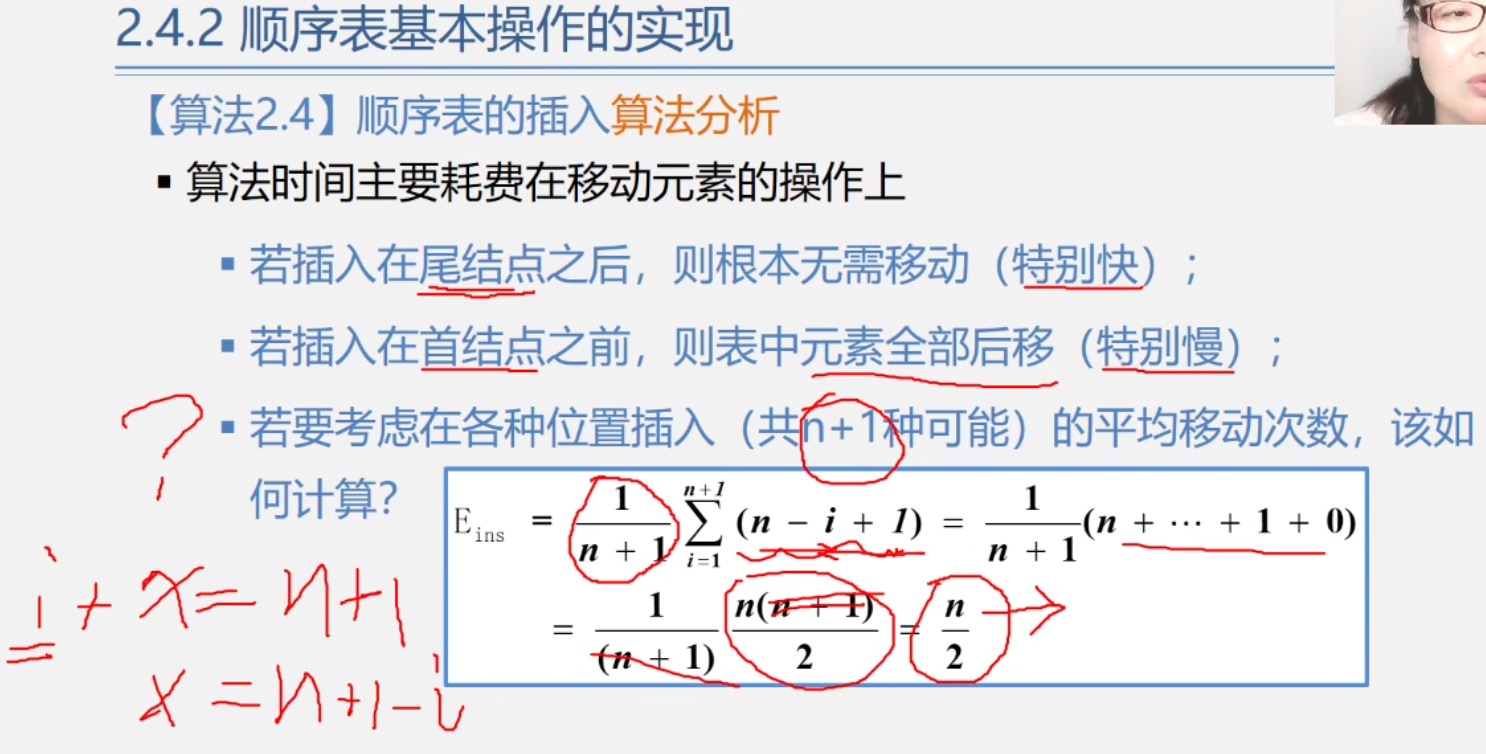 2.4.2 顺序表基本操作的实现
【算法2.4】顺序表的插入算法分析
▪ 算法时间主要耗费在移动元素的操作上
▪ 若插入在尾结点之后，则根本无需移动（特别快）；
▪ 若插入在首结点之前，则表中元素全部后移（特别慢）；
▪ 若要考虑在各种位置插入（共n+1种可能）的平均移动次数，该如
何计算？
?
E_ins = \frac{1}{n + 1} \sum_{i=1}^{n+1} (n − i + 1) = \frac{1}{n + 1} (n + ⋯ + 1 + 0)
= \frac{1}{(n + 1)} \frac{n(n + 1)}{2} = \frac{n}{2}
i + x = n+1
x = n+1-i